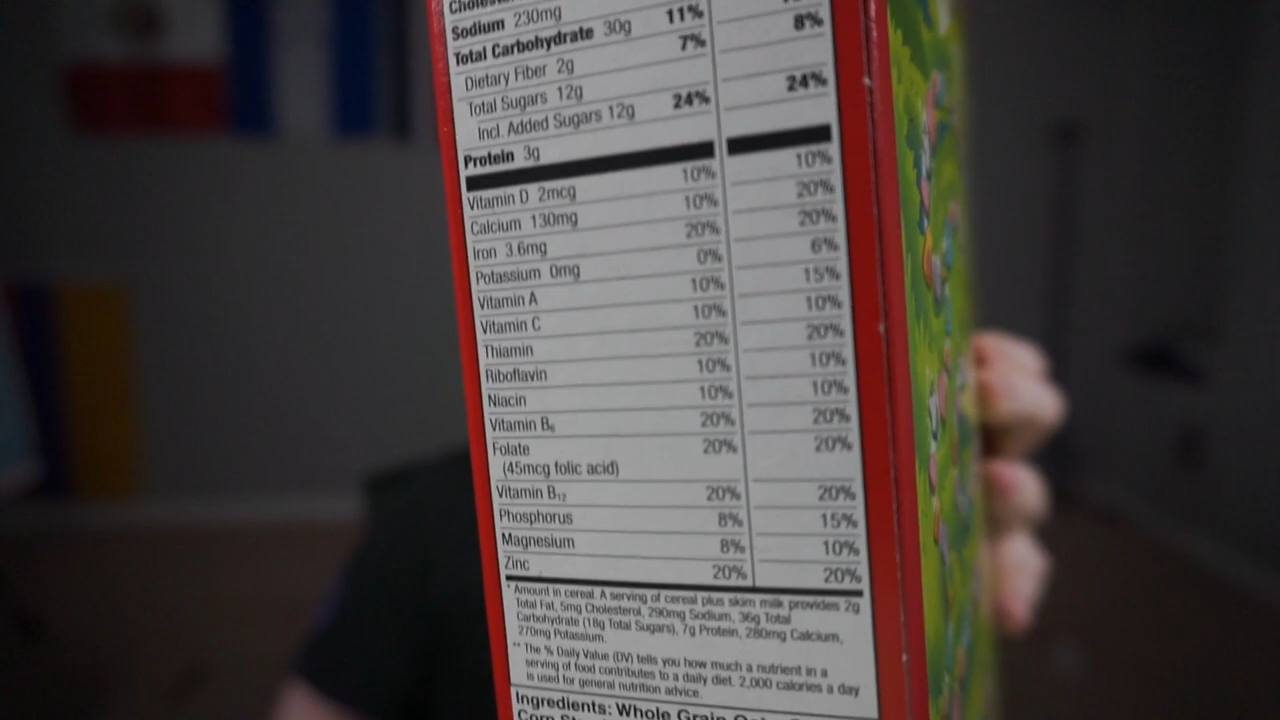 Sodium 230mg
Total Carbohydrate 30g 11%
Dietary Fiber 2g 7% 8%
Total Sugars 12g
Incl. Added Sugars 12g 24% 24%
Protein 3g
Vitamin D 2mcg 10% 10%
Calcium 130mg 10% 20%
Iron 3.6mg 20% 20%
Potassium 0mg 0% 6%
Vitamin A 10% 15%
Vitamin C 10% 10%
Thiamin 20% 20%
Riboflavin 10% 10%
Niacin 10% 10%
Vitamin B₆ 20% 20%
Folate 20% 20%
(45mcg folic acid)
Vitamin B₁₂ 20% 20%
Phosphorus 8% 15%
Magnesium 8% 10%
Zinc 20% 20%
* Amount in cereal. A serving of cereal plus skim milk provides 2g
Total Fat, 5mg Cholesterol, 290mg Sodium, 36g Total
Carbohydrate (18g Total Sugars), 7g Protein, 280mg Calcium,
270mg Potassium.
** The % Daily Value (DV) tells you how much a nutrient in a
serving of food contributes to a daily diet. 2,000 calories a day
is used for general nutrition advice.
Ingredients: Whole Grain
Corn